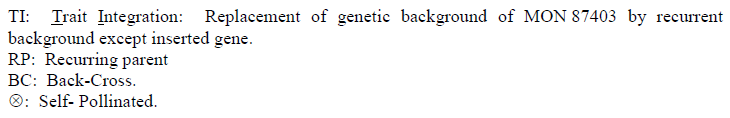 TI: Trait Integration: Replacement of genetic background of MON 87403 by recurrent
background except inserted gene.
RP: Recurring parent
BC: Back-Cross.
⊗: Self- Pollinated.